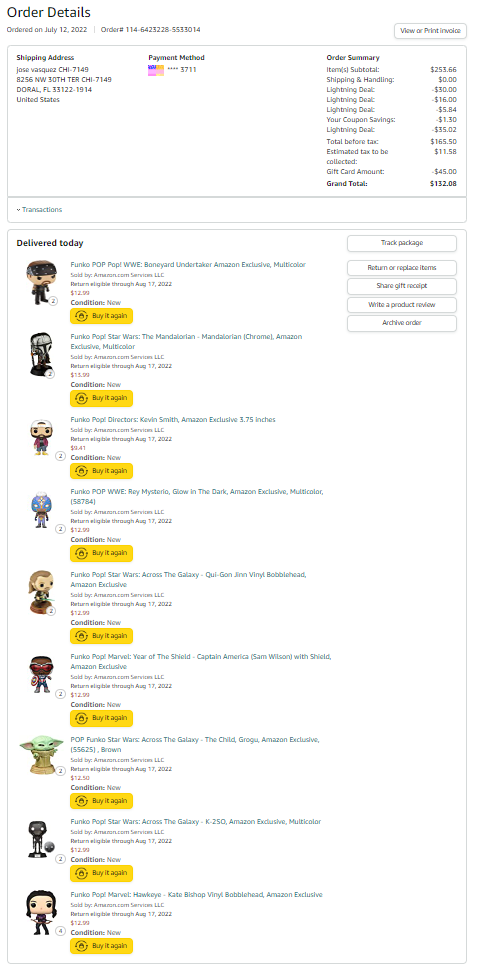 Order Details
Ordered on July 12, 2022 | Order# 114-6423228-5533014
View or Print invoice
Shipping Address
jose vasquez CHI-7149
8256 NW 30TH TER CHI-7149
DORAL, FL 33122-1914
United States
Payment Method
**** 3711
Order Summary
Item(s) Subtotal: $253.66
Shipping & Handling: $0.00
Lightning Deal: -$30.00
Lightning Deal: -$16.00
Lightning Deal: -$5.84
Your Coupon Savings: -$1.30
Lightning Deal: -$35.02
Total before tax: $165.50
Estimated tax to be collected: $11.58
Gift Card Amount: -$45.00
Grand Total: $132.08
Transactions
Delivered today
Track package
Return or replace items
Share gift receipt
Write a product review
Archive order
Funko POP Pop! WWE: Boneyard Undertaker Amazon Exclusive, Multicolor
Sold by: Amazon.com Services LLC
Return eligible through Aug 17, 2022
$12.99
2
Condition: New
Buy it again
Funko Pop! Star Wars: The Mandalorian - Mandalorian (Chrome), Amazon
Exclusive, Multicolor
Sold by: Amazon.com Services LLC
Return eligible through Aug 17, 2022
2
$13.99
Condition: New
Buy it again
Funko Pop! Directors: Kevin Smith, Amazon Exclusive 3.75 inches
Sold by: Amazon.com Services LLC
Return eligible through Aug 17, 2022
$9.41
2
Condition: New
Buy it again
Funko POP WWE: Rey Mysterio, Glow in The Dark, Amazon Exclusive, Multicolor,
(58784)
Sold by: Amazon.com Services LLC
Return eligible through Aug 17, 2022
2
$12.99
Condition: New
Buy it again
Funko Pop! Star Wars: Across The Galaxy - Qui-Gon Jinn Vinyl Bobblehead,
Amazon Exclusive
Sold by: Amazon.com Services LLC
Return eligible through Aug 17, 2022
2
$12.99
Condition: New
Buy it again
Funko Pop! Marvel: Year of The Shield - Captain America (Sam Wilson) with Shield,
Amazon Exclusive
Sold by: Amazon.com Services LLC
Return eligible through Aug 17, 2022
2
$12.99
Condition: New
Buy it again
POP Funko Star Wars: Across The Galaxy - The Child, Grogu, Amazon Exclusive,
(55625) , Brown
Sold by: Amazon.com Services LLC
Return eligible through Aug 17, 2022
2
$12.50
Condition: New
Buy it again
Funko Pop! Star Wars: Across The Galaxy - K-2SO, Amazon Exclusive, Multicolor
Sold by: Amazon.com Services LLC
Return eligible through Aug 17, 2022
$12.99
2
Condition: New
Buy it again
Funko Pop! Marvel: Hawkeye - Kate Bishop Vinyl Bobblehead, Amazon Exclusive
Sold by: Amazon.com Services LLC
Return eligible through Aug 17, 2022
$12.99
4
Condition: New
Buy it again